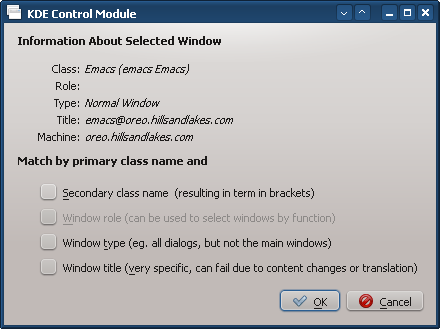 KDE Control Module
Information About Selected Window
Class: Emacs (emacs Emacs)
Role:
Type: Normal Window
Title: emacs@oreo.hillsandlakes.com
Machine: oreo.hillsandlakes.com
Match by primary class name and
Secondary class name (resulting in term in brackets)
Window role (can be used to select windows by function)
Window type (eg. all dialogs, but not the main windows)
Window title (very specific, can fail due to content changes or translation)
OK Cancel